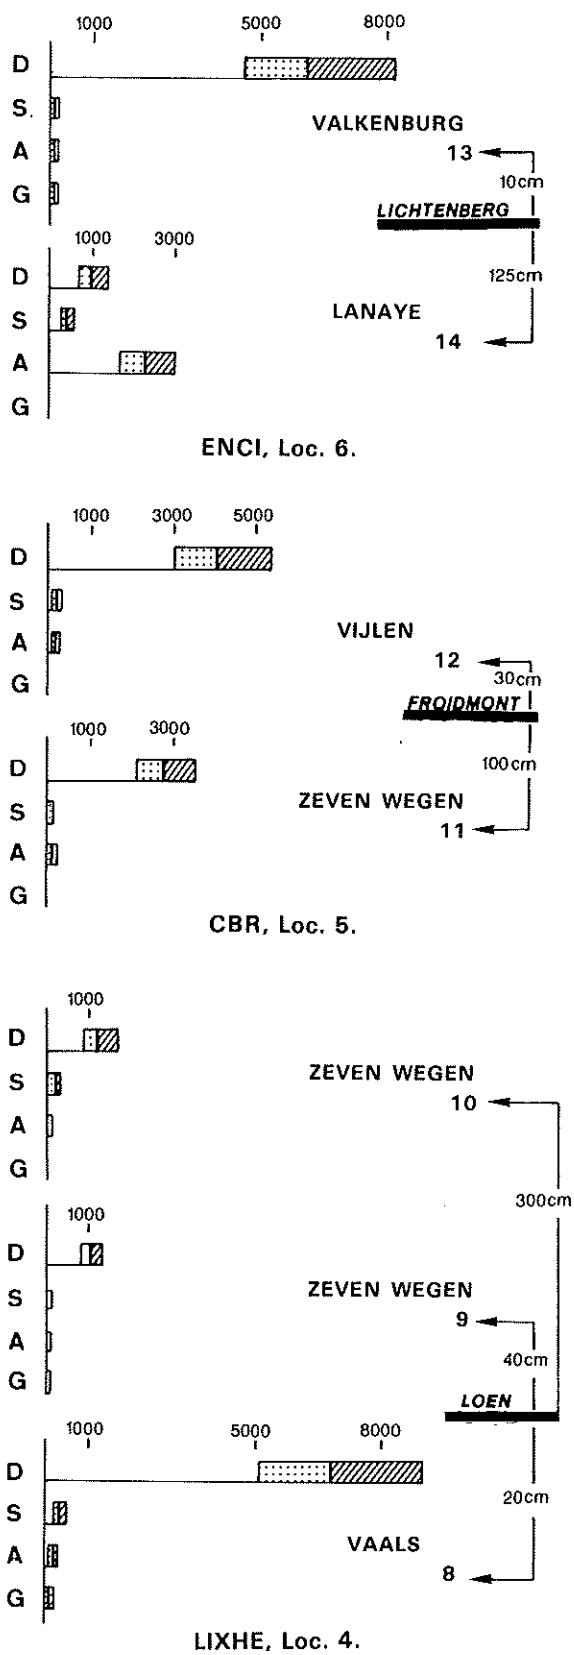 1000 5000 8000
D
S.
A
G
VALKENBURG
13
10cm
LICHTENBERG
1000 3000
125cm
D
S
A
G
LANAYE
14
ENCI, Loc. 6.
1000 3000 5000
D
S
A
G
VIJLEN
12
30cm
FROIDMONT
1000 3000
100cm
D
S
A
G
ZEVEN WEGEN
11
CBR, Loc. 5.
1000
D
S
A
G
ZEVEN WEGEN
10
300cm
1000
D
S
A
G
ZEVEN WEGEN
9
40cm
LOEN
1000 5000 8000
D
S
A
G
20cm
VAALS
8
LIXHE, Loc. 4.